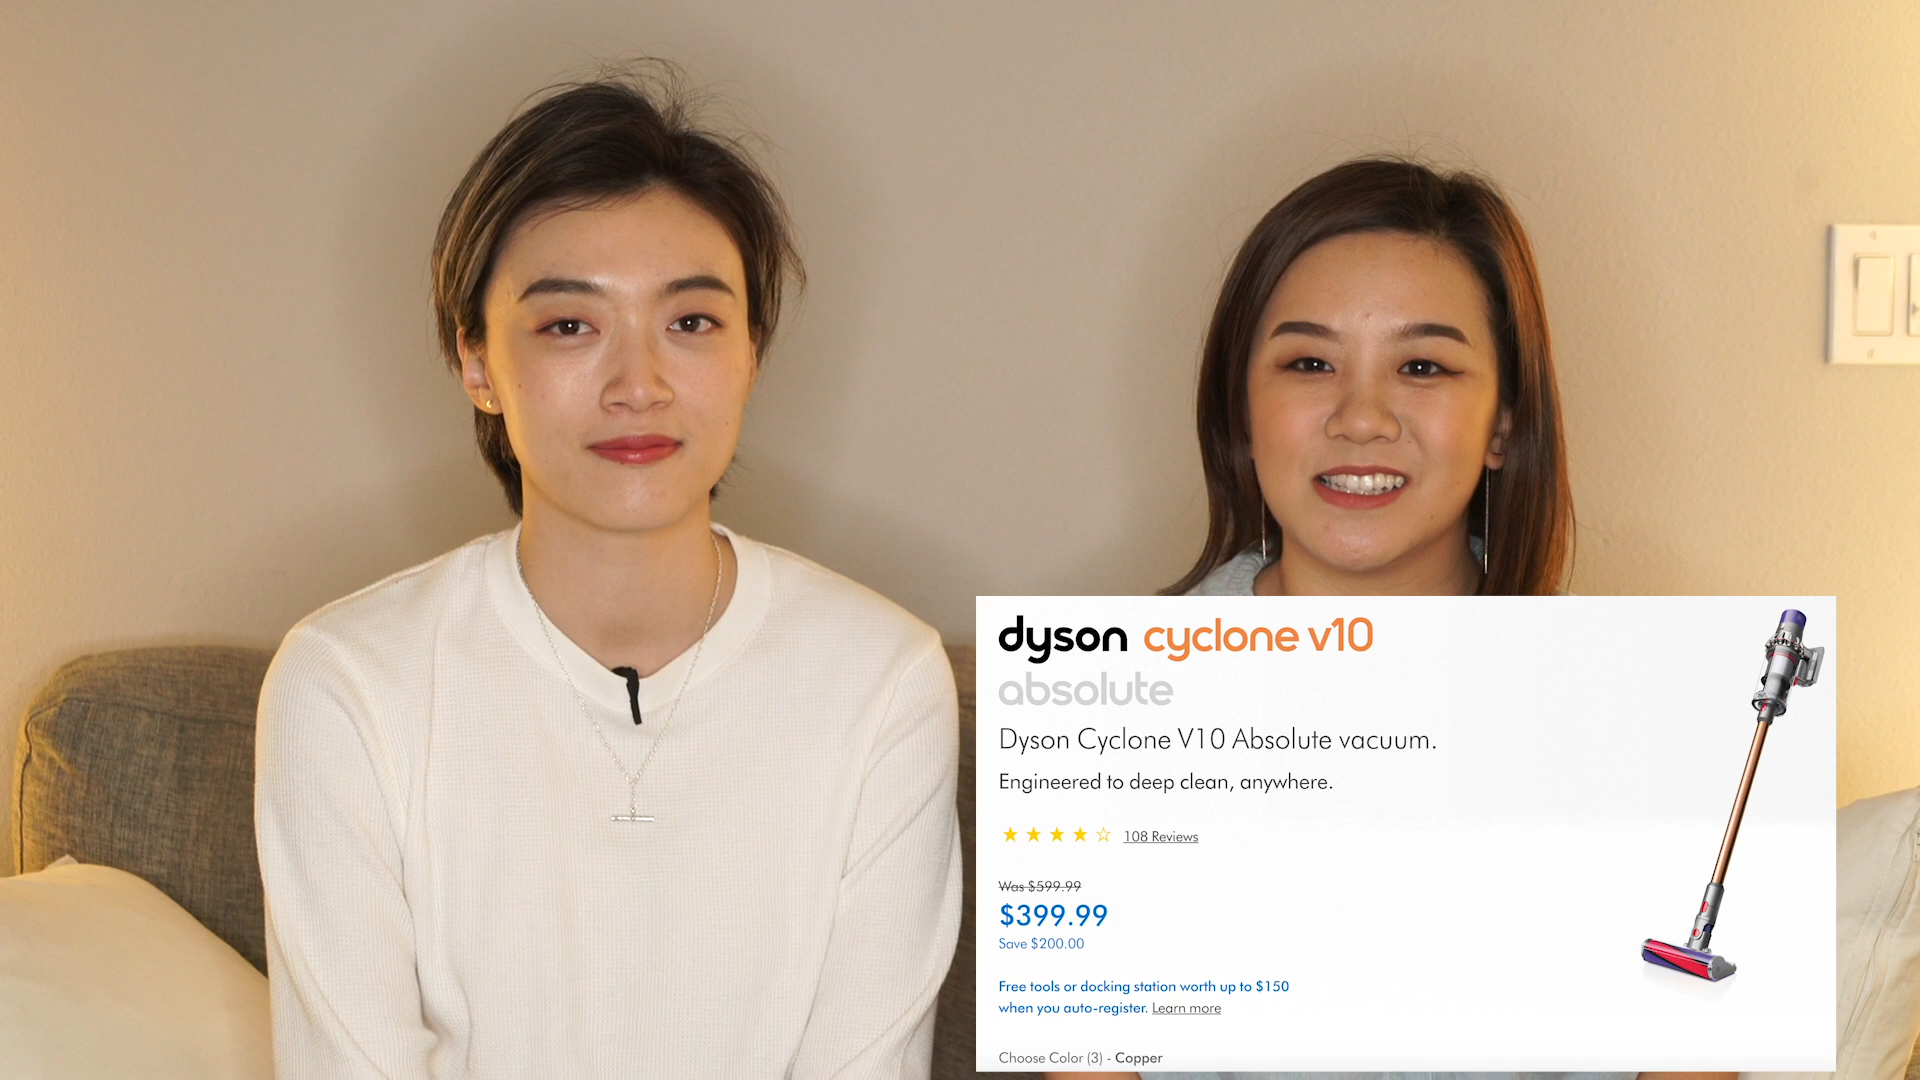 dyson cyclone v10
absolute
Dyson Cyclone V10 Absolute vacuum.
Engineered to deep clean, anywhere.
★ ★ ★ ★ ☆ 108 Reviews
Was $599.99
$399.99
Save $200.00
Free tools or docking station worth up to $150
when you auto-register. Learn more
Choose Color (3) - Copper